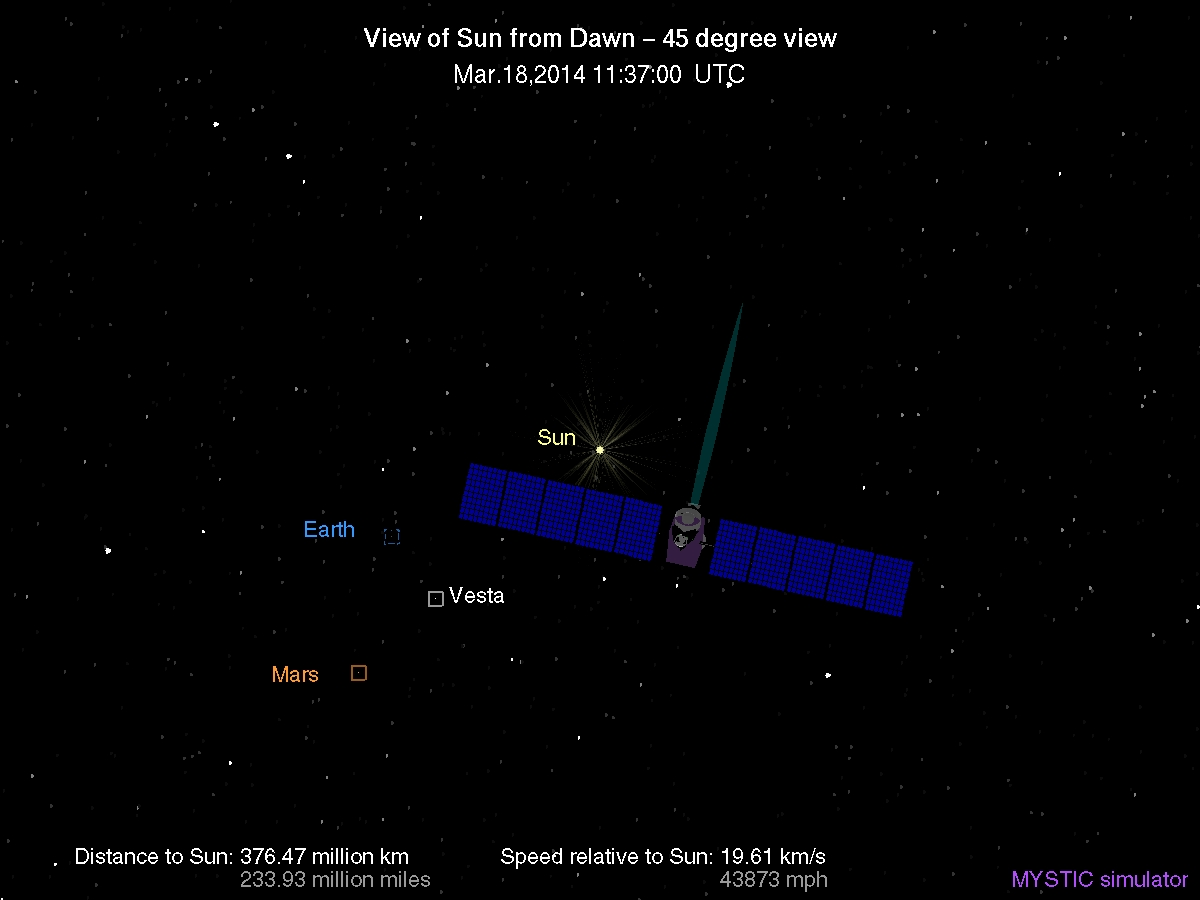 View of Sun from Dawn – 45 degree view
Mar.18,2014 11:37:00 UTC
Sun
Earth
Vesta
Mars
Distance to Sun: 376.47 million km
233.93 million miles
Speed relative to Sun: 19.61 km/s
43873 mph
MYSTIC simulator